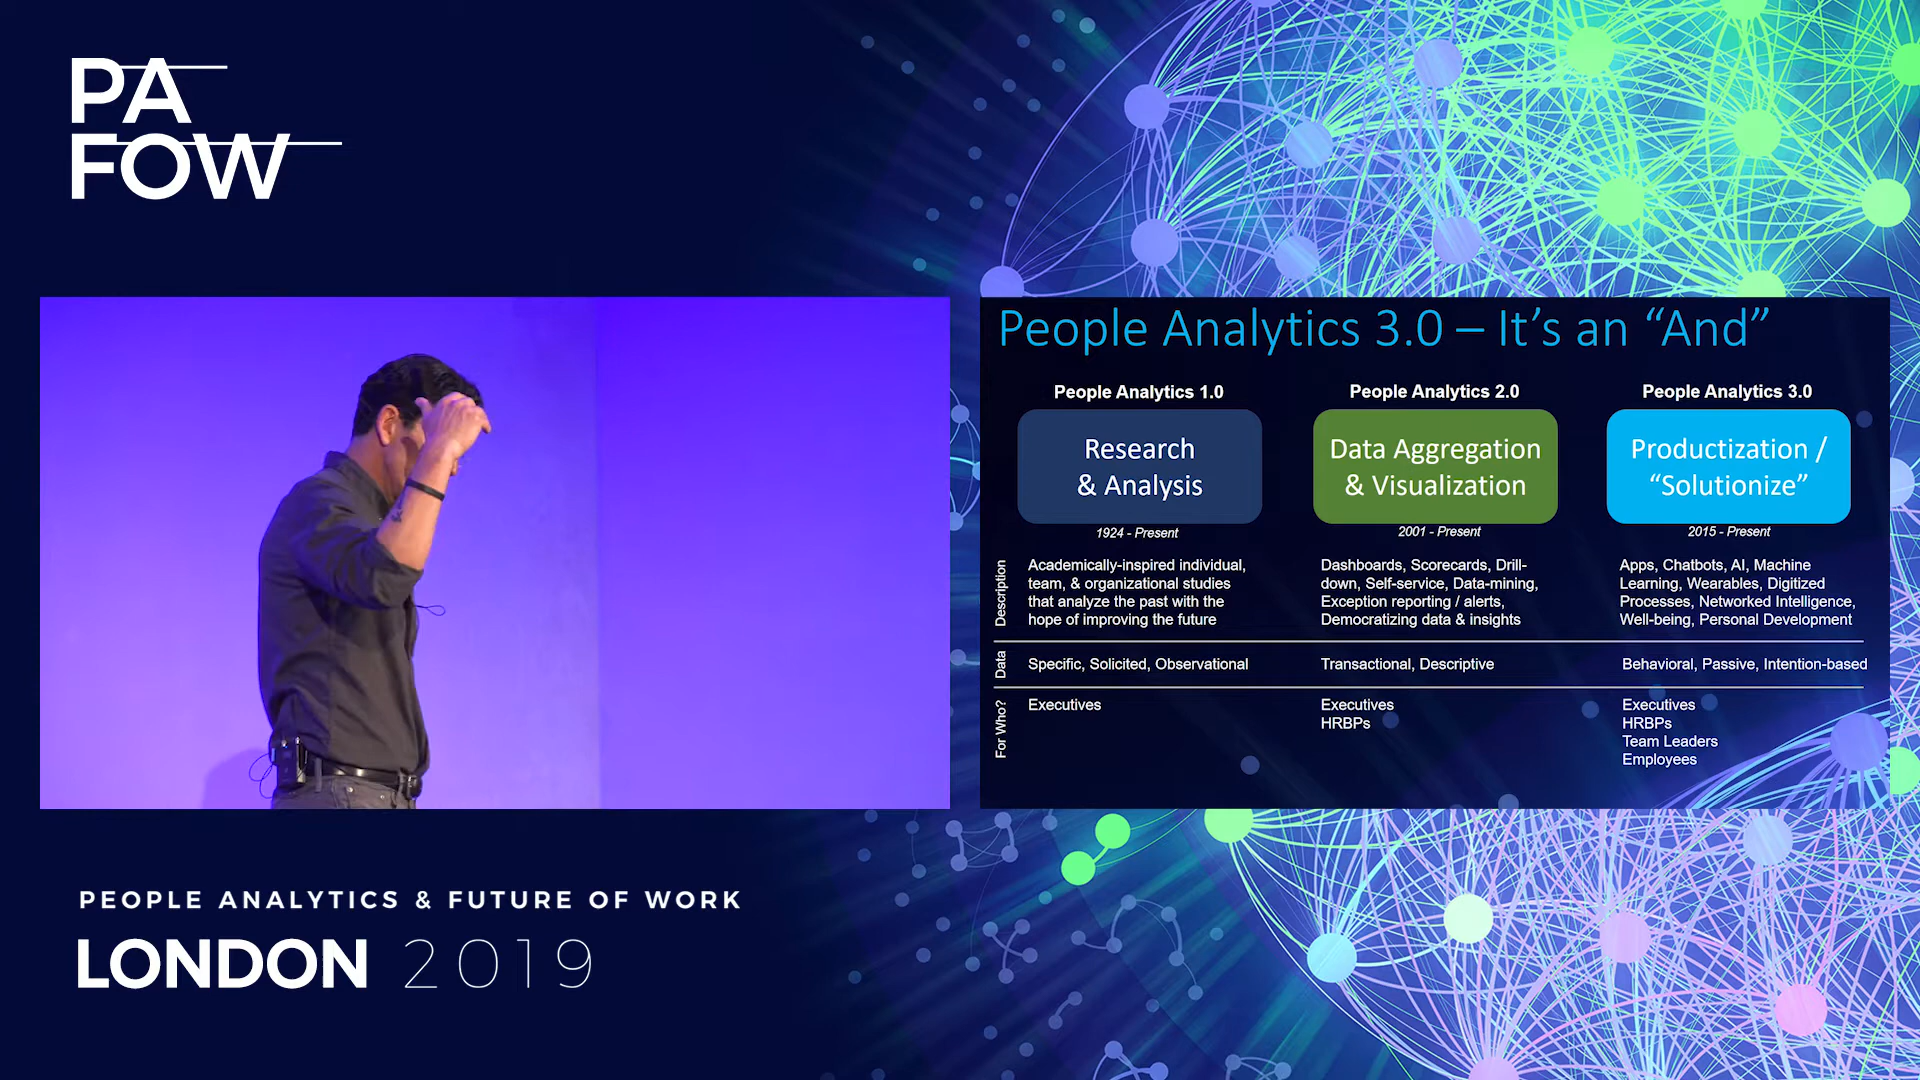 PA
FOW
People Analytics 3.0 – It's an “And”
People Analytics 1.0
People Analytics 2.0
People Analytics 3.0
Research
& Analysis
Data Aggregation
& Visualization
Productization /
“Solutionize”
1924 - Present
2001 - Present
2015 - Present
Description
Academically-inspired individual,
team, & organizational studies
that analyze the past with the
hope of improving the future
Dashboards, Scorecards, Drill-
down, Self-service, Data-mining,
Exception reporting / alerts,
Democratizing data & insights
Apps, Chatbots, AI, Machine
Learning, Wearables, Digitized
Processes, Networked Intelligence,
Well-being, Personal Development
Data
Specific, Solicited, Observational
Transactional, Descriptive
Behavioral, Passive, Intention-based
For Who?
Executives
Executives
HRBPs
Executives
HRBPs
Team Leaders
Employees
PEOPLE ANALYTICS & FUTURE OF WORK
LONDON 2019